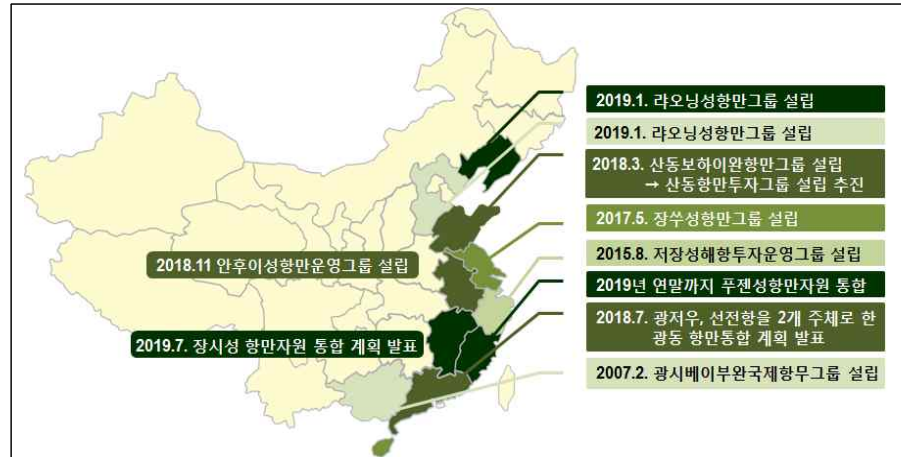 2019.1. 랴오닝성항만그룹 설립
2019.1. 랴오닝성항만그룹 설립
2018.3. 산동보하이완항만그룹 설립
→ 산동항만투자그룹 설립 추진
2017.5. 장쑤성항만그룹 설립
2018.11 안후이성항만운영그룹 설립
2015.8. 저장성해항투자운영그룹 설립
2019년 연말까지 푸젠성항만자원 통합
2018.7. 광저우, 선전항을 2개 주체로 한
광동 항만통합 계획 발표
2019.7. 장시성 항만자원 통합 계획 발표
2007.2. 광시베이부완국제항무그룹 설립